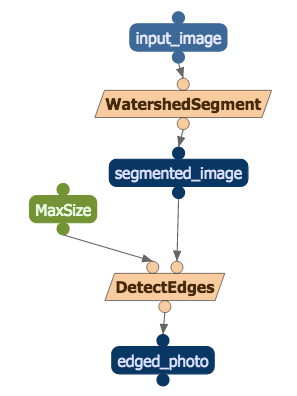 input_image
WatershedSegment
segmented_image
MaxSize
DetectEdges
edged_photo